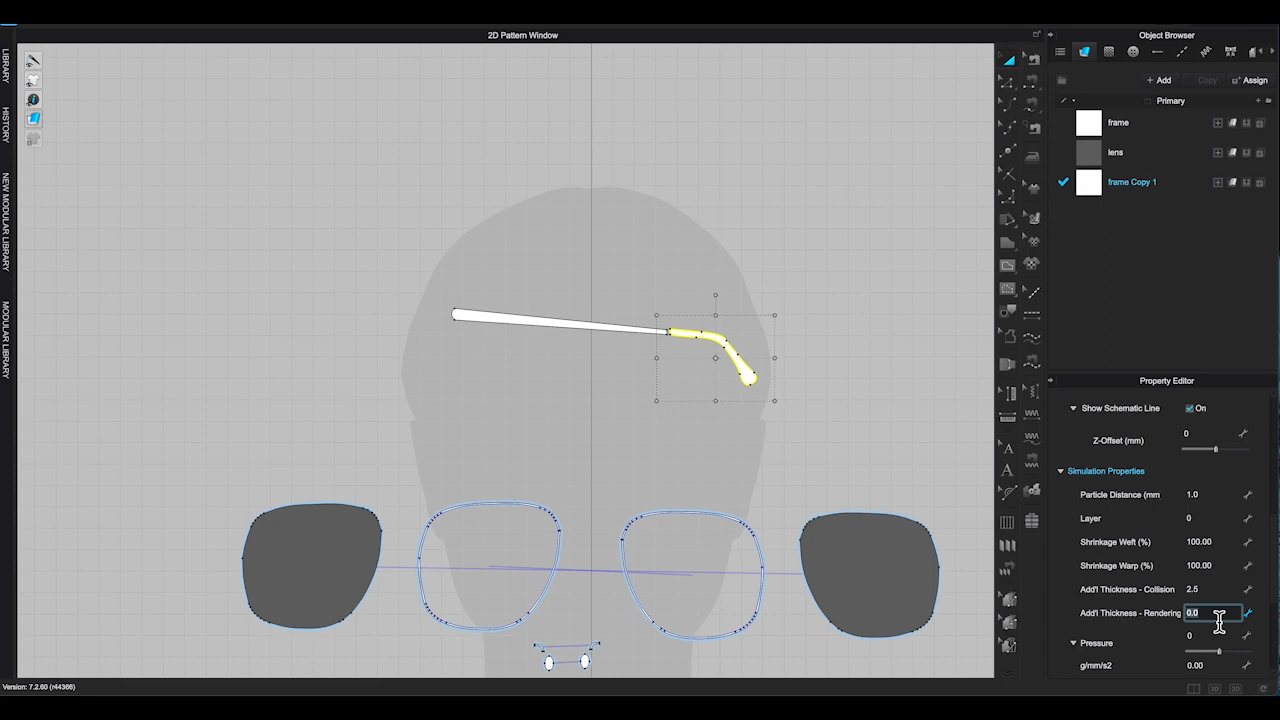 2D Pattern Window
Object Browser
LIBRARY
HISTORY
NEW MODULAR LIBRARY
MODULAR LIBRARY
+ Add
Copy
Assign
Primary
frame
lens
frame Copy 1
Property Editor
Show Schematic Line
On
Z-Offset (mm)
0
Simulation Properties
Particle Distance (mm
1.0
Layer
0
Shrinkage Weft (%)
100.00
Shrinkage Warp (%)
100.00
Add'l Thickness - Collision
2.5
Add'l Thickness - Rendering
0.0
Pressure
0
g/mm/s2
0.00
Version: 7.2.60 (r44366)
3D
2D